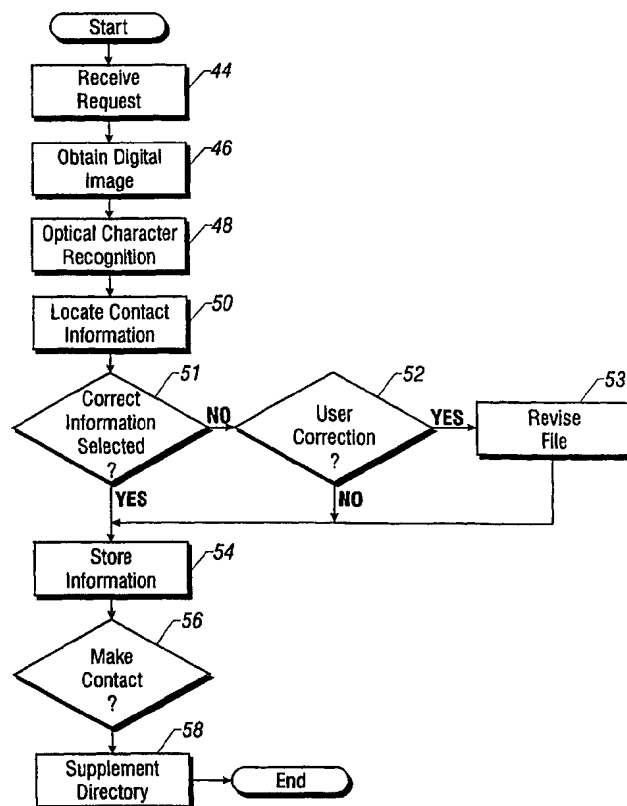 Start
44
Receive
Request
46
Obtain Digital
Image
48
Optical Character
Recognition
50
Locate Contact
Information
51
Correct
Information
Selected
?
NO
YES
52
User
Correction
?
YES
NO
53
Revise
File
54
Store
Information
56
Make
Contact
?
58
Supplement
Directory
End